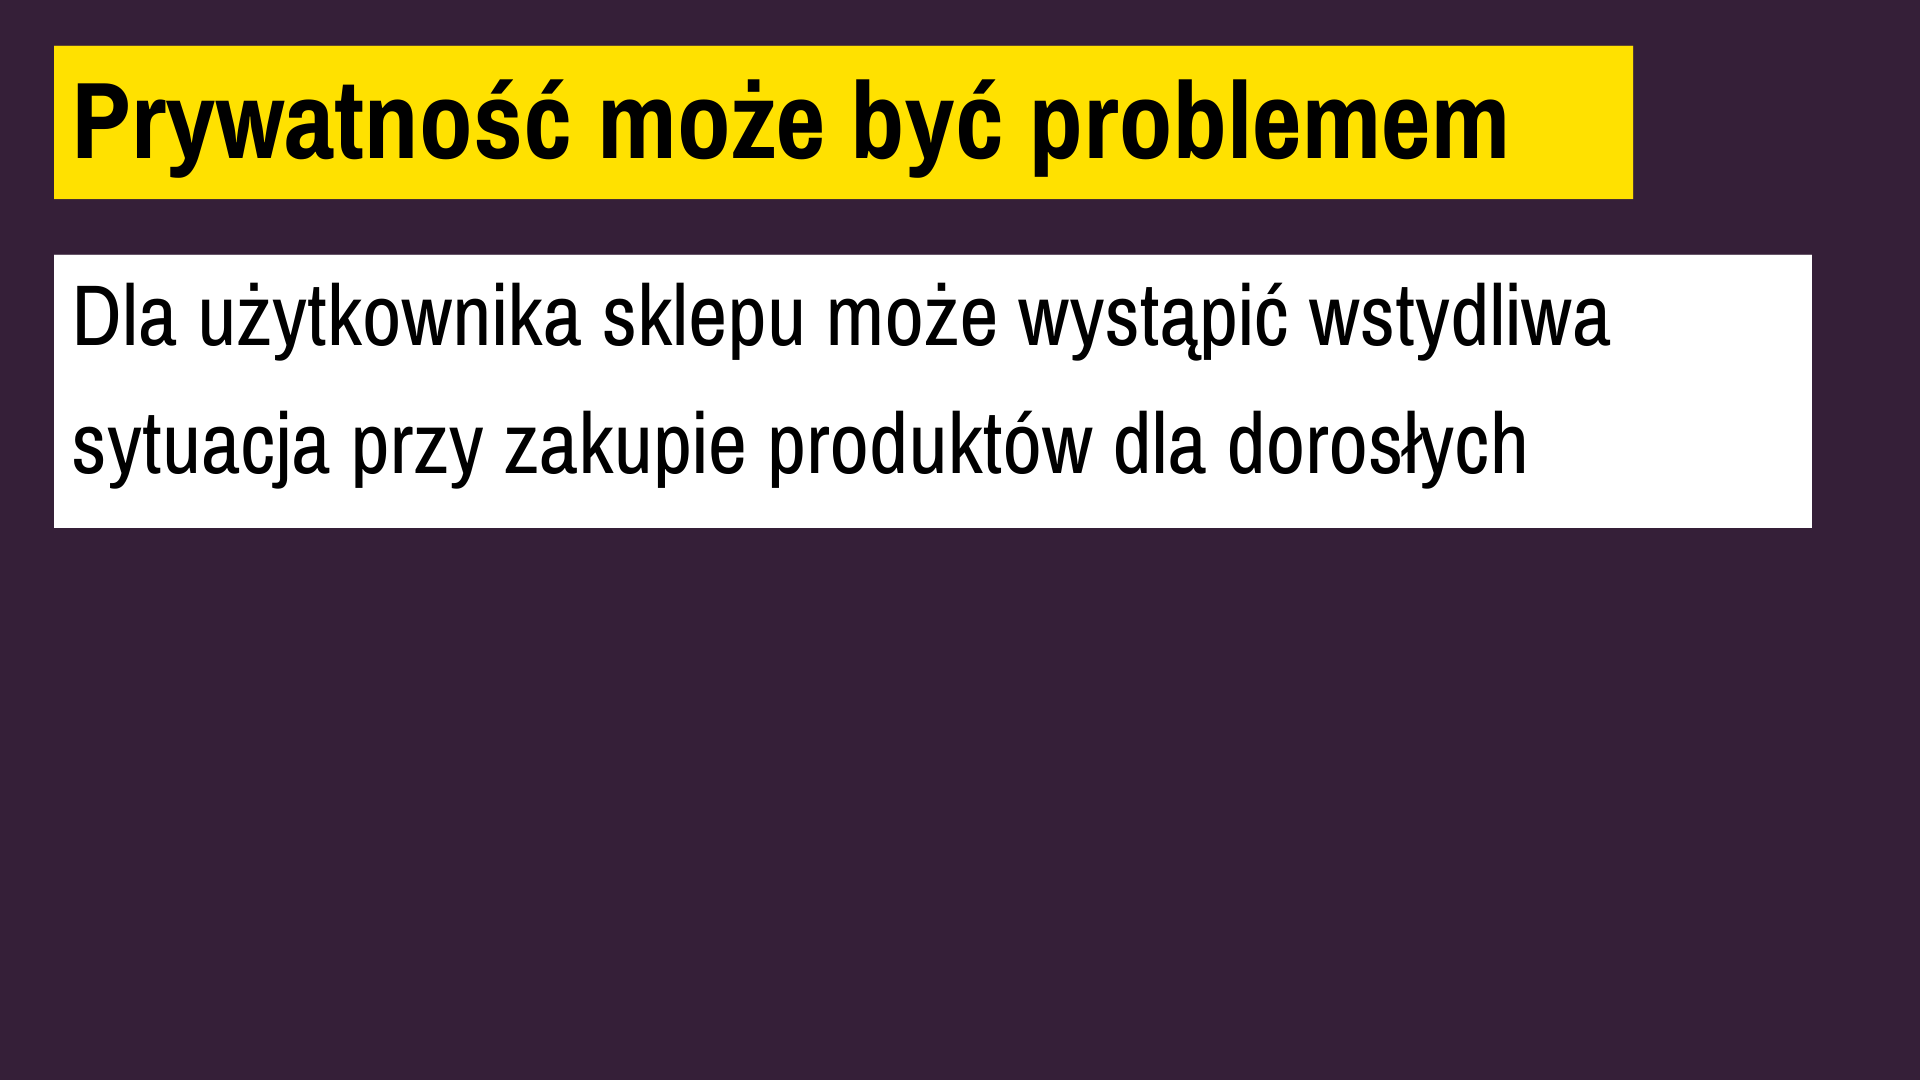 Prywatność może być problemem
Dla użytkownika sklepu może wystąpić wstydliwa
sytuacja przy zakupie produktów dla dorosłych